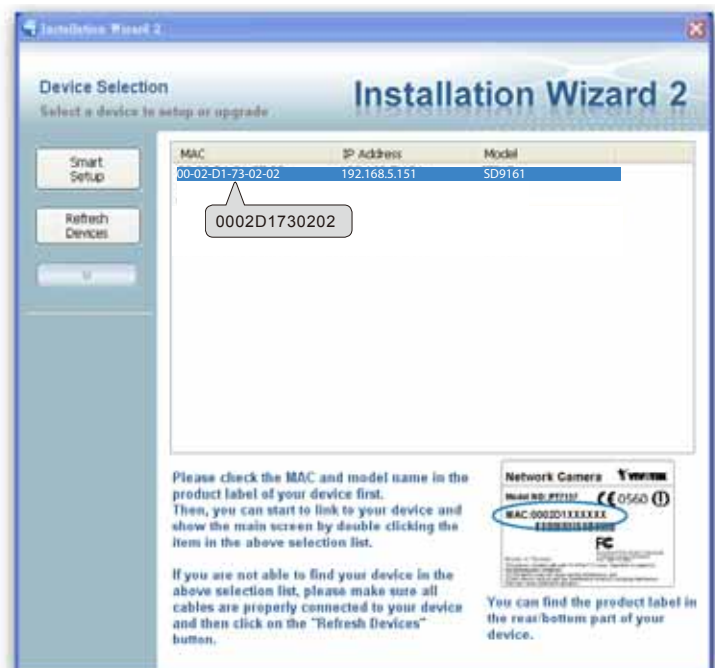 Installation Wizard 2
Device Selection
Select a device to setup or upgrade
Installation Wizard 2
Smart
Setup
Refresh
Devices
MAC IP Address Model
00-02-D1-73-02-02 192.168.5.151 SD9161
0002D1730202
Please check the MAC and model name in the
product label of your device first.
Then, you can start to link to your device and
show the main screen by double clicking the
item in the above selection list.
If you are not able to find your device in the
above selection list, please make sure all
cables are properly connected to your device
and then click on the "Refresh Devices"
button.
Network Camera VIVOTEK
Model NO: PT7137 CE 0560
MAC:0002D1XXXXXX
FC
You can find the product label in
the rear/bottom part of your
device.